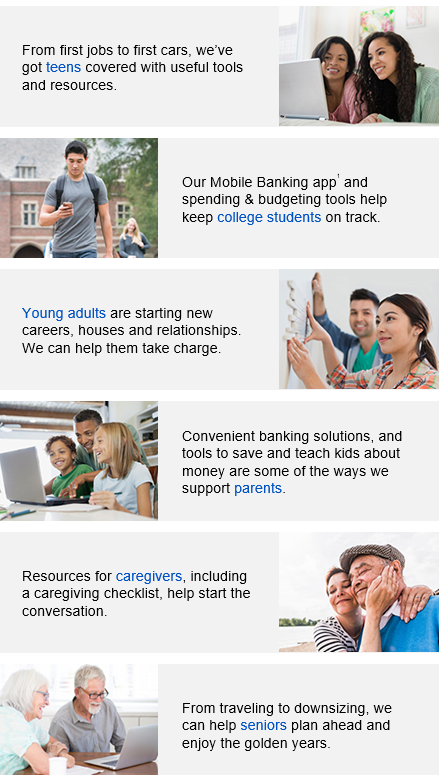 From first jobs to first cars, we’ve
got teens covered with useful tools
and resources.
Our Mobile Banking app¹ and
spending & budgeting tools help
keep college students on track.
Young adults are starting new
careers, houses and relationships.
We can help them take charge.
Convenient banking solutions, and
tools to save and teach kids about
money are some of the ways we
support parents.
Resources for caregivers, including
a caregiving checklist, help start the
conversation.
From traveling to downsizing, we
can help seniors plan ahead and
enjoy the golden years.